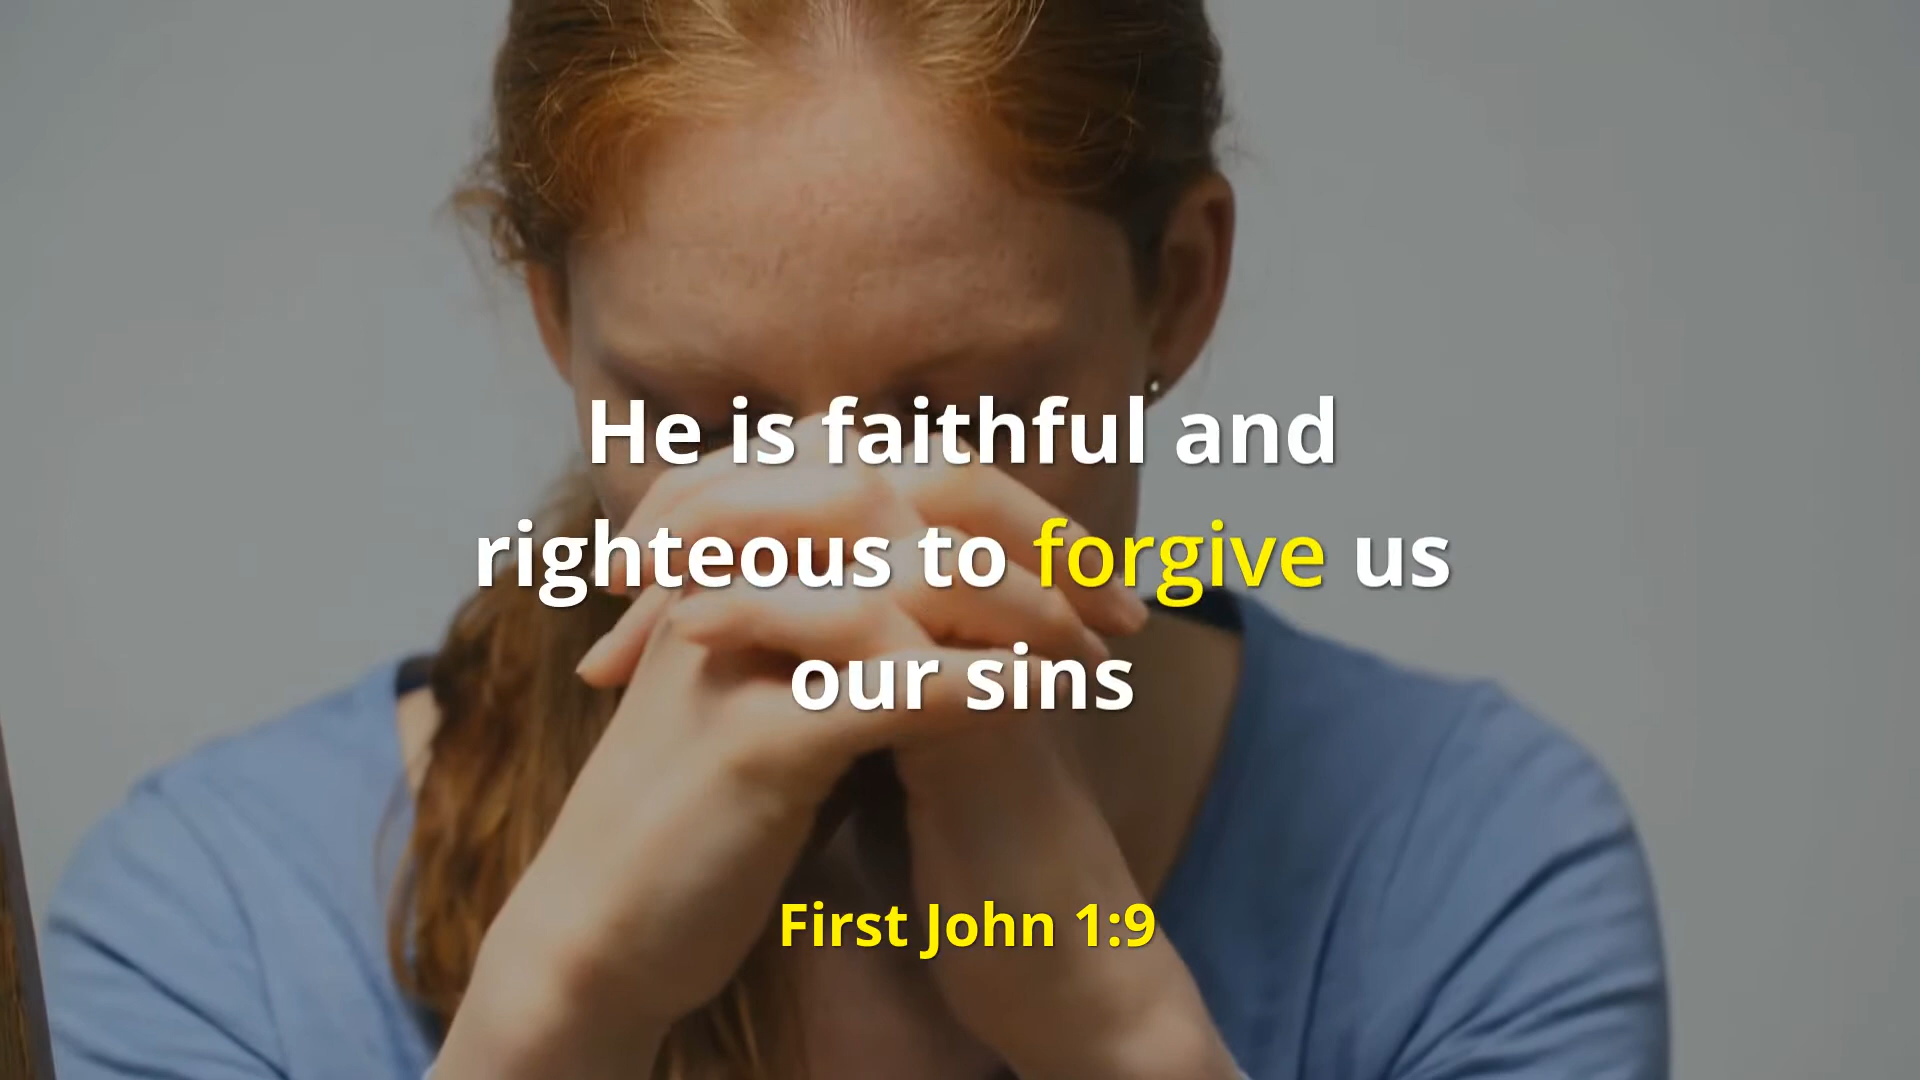 He is faithful and
righteous to forgive us
our sins
First John 1:9